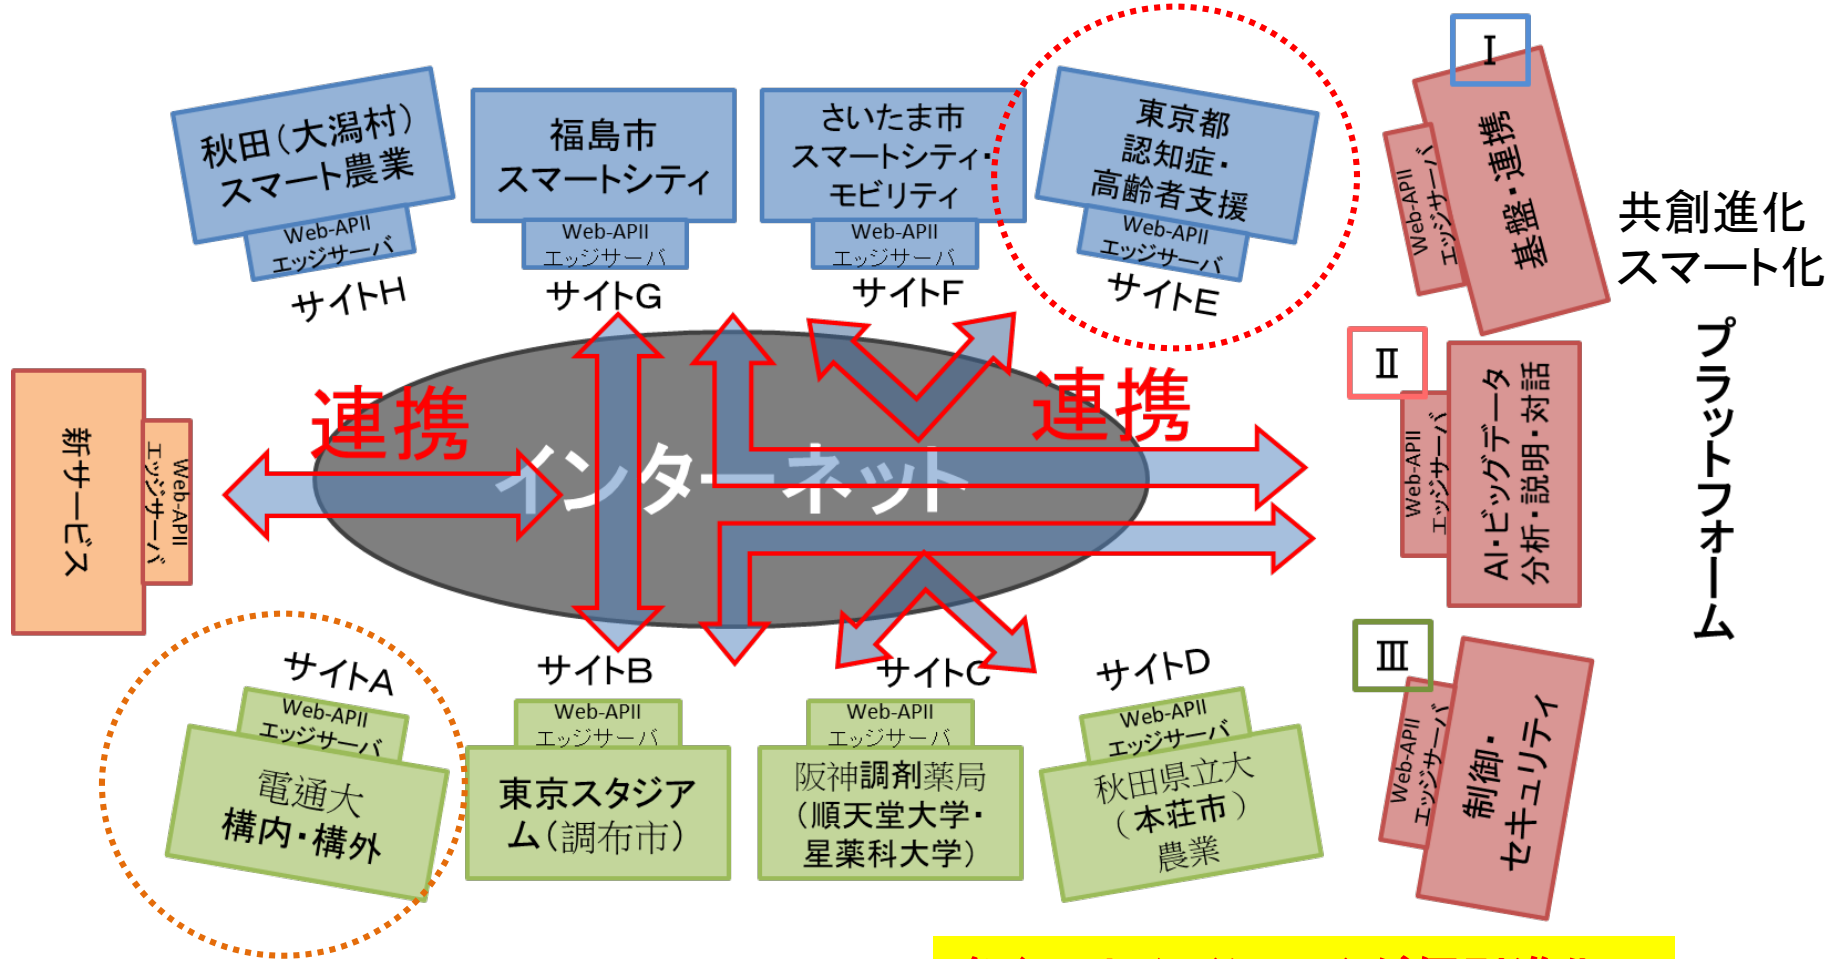 秋田（大潟村）
スマート農業
Web-APII
エッジサーバ
サイトH
福島市
スマートシティ
Web-APII
エッジサーバ
サイトG
さいたま市
スマートシティ・
モビリティ
Web-APII
エッジサーバ
サイトF
東京都
認知症・
高齢者支援
Web-APII
エッジサーバ
サイトE
Ⅰ
基盤・連携
Web-APII
エッジサーバ
共創進化
スマート化
プラットフォーム
Ⅱ
Web-APII
エッジサーバ
AI・ビッグデータ
分析・説明・対話
Ⅲ
Web-APII
エッジサーバ
制御・
セキュリティ
連携
連携
インターネット
新サービス
Web-APII
エッジサーバ
サイトA
Web-APII
エッジサーバ
電通大
構内・構外
サイトB
Web-APII
エッジサーバ
東京スタジア
ム（調布市）
サイトC
Web-APII
エッジサーバ
阪神調剤薬局
（順天堂大学・
星薬科大学）
サイトD
Web-APII
エッジサーバ
秋田県立大
（本荘市）
農業